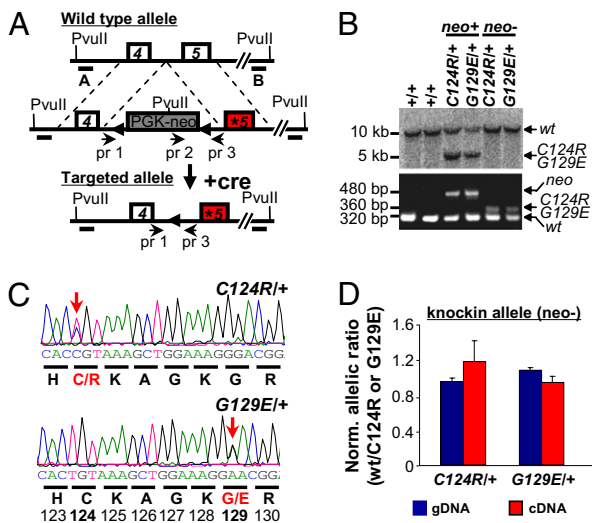 A
Wild type allele
PvuII
PvuII
4
5
A
B
PvuII
PvuII
PvuII
4
PGK-neo
*5
pr 1
pr 2
pr 3
Targeted allele
+cre
PvuII
PvuII
4
*5
pr 1
pr 3
B
neo+ neo-
+/+
+/+
C124R/+
G129E/+
C124R/+
G129E/+
10 kb
wt
5 kb
C124R
G129E
480 bp
neo
360 bp
C124R
G129E
320 bp
wt
C
C124R/+
CACCGTAAAGCTGGAAAGGGACGG
H C/R K A G K G R
G129E/+
CACTGTAAAGCTGGAAAGGAACGG
H C K A G K G/E R
123 124 125 126 127 128 129 130
D
knockin allele (neo-)
Norm. allelic ratio
(wt/C124R or G129E)
1.6
1.2
0.8
0.4
0
C124R/+ G129E/+
gDNA cDNA